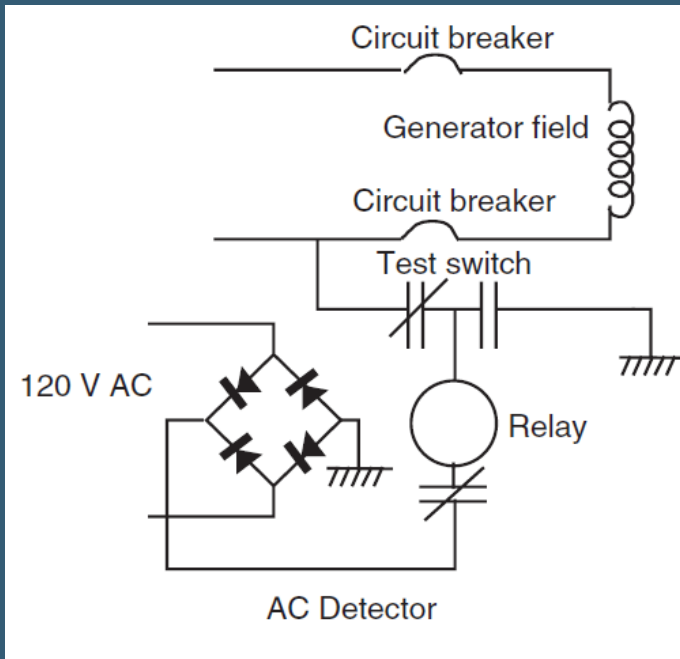 Circuit breaker
Generator field
Circuit breaker
Test switch
120 V AC
Relay
AC Detector